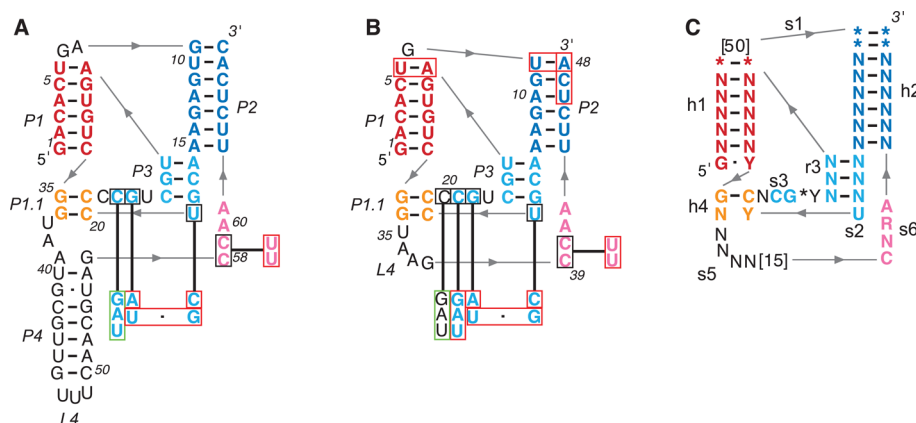 A
3'
G A G C
10
U A U A
5 C G G C
P1 A U A U P2
C G G C
A U A U
1 G C 15 A U
5' P3 U A
G C
35 C G
P1.1 G C C C G U U
G C
20
U A
A A 60
C
C 58 U U
40
P4
50
G A C
A U U · G
U
L4
B
3'
G U A 48
U A G C
5 C G 10 A U
P1 A U G C P2
C G A U
A U A U
1 G C
5' P3 U A
20 G C
35 C G
P1.1 G C C C G U U
G C
U A A G
L4
A
A
C
C 39 U U
G G A C
A A U · G
U U
C
3'
s1
[50] * *
* * * *
N N N N
h1 N N N N h2
N N N N
N N N N
N N N N
G · Y r3 N N
5' s3 N N
h4 G C N C G * Y N N
N Y U
s2
A
R s6
N
C
N
N
s5 N N [15]